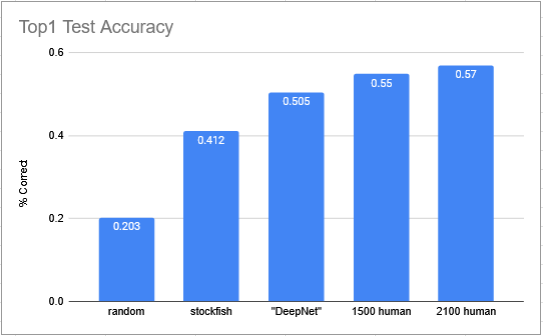 Top1 Test Accuracy
% Correct
0.6
0.4
0.2
0.0
0.203
0.412
0.505
0.55
0.57
random
stockfish
"DeepNet"
1500 human
2100 human